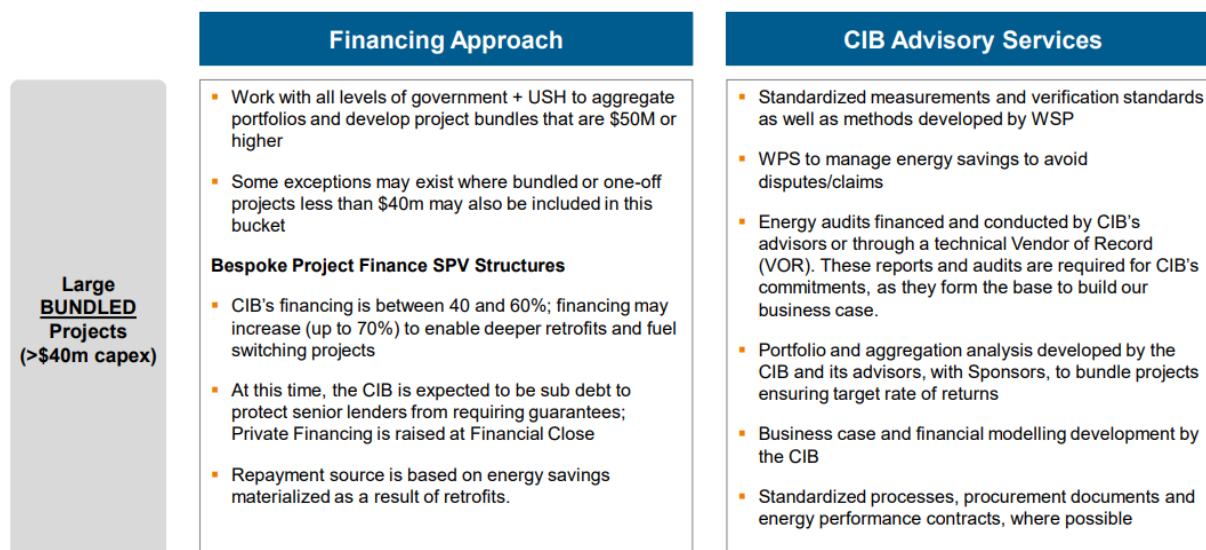 Financing Approach
CIB Advisory Services
Large
BUNDLED
Projects
(>$40m capex)
▪ Work with all levels of government + USH to aggregate
portfolios and develop project bundles that are $50M or
higher
▪ Some exceptions may exist where bundled or one-off
projects less than $40m may also be included in this
bucket
Bespoke Project Finance SPV Structures
▪ CIB's financing is between 40 and 60%; financing may
increase (up to 70%) to enable deeper retrofits and fuel
switching projects
▪ At this time, the CIB is expected to be sub debt to
protect senior lenders from requiring guarantees;
Private Financing is raised at Financial Close
▪ Repayment source is based on energy savings
materialized as a result of retrofits.
▪ Standardized measurements and verification standards
as well as methods developed by WSP
▪ WPS to manage energy savings to avoid
disputes/claims
▪ Energy audits financed and conducted by CIB's
advisors or through a technical Vendor of Record
(VOR). These reports and audits are required for CIB's
commitments, as they form the base to build our
business case.
▪ Portfolio and aggregation analysis developed by the
CIB and its advisors, with Sponsors, to bundle projects
ensuring target rate of returns
▪ Business case and financial modelling development by
the CIB
▪ Standardized processes, procurement documents and
energy performance contracts, where possible